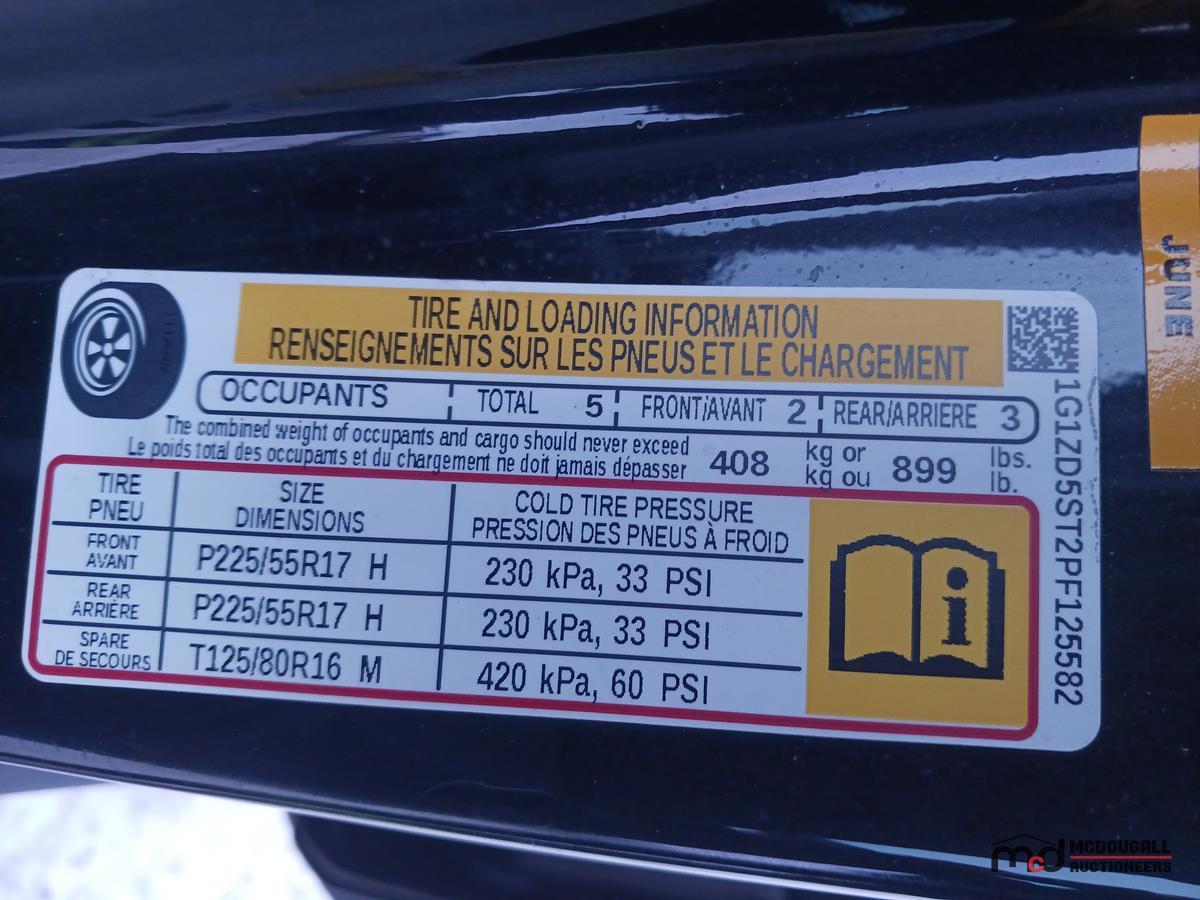 TIRE AND LOADING INFORMATION
RENSEIGNEMENTS SUR LES PNEUS ET LE CHARGEMENT
OCCUPANTS TOTAL 5 FRONT/AVANT 2 REAR/ARRIERE 3
The combined weight of occupants and cargo should never exceed 408 kg or 899 lbs.
Le poids total des occupants et du chargement ne doit jamais dépasser kg ou lb.
TIRE SIZE COLD TIRE PRESSURE
PNEU DIMENSIONS PRESSION DES PNEUS À FROID
FRONT
AVANT P225/55R17 H 230 kPa, 33 PSI
REAR
ARRIÈRE P225/55R17 H 230 kPa, 33 PSI
SPARE
DE SECOURS T125/80R16 M 420 kPa, 60 PSI
i
1G1ZD5ST2PF125582
JUNE
mcd MCDOUGALL
AUCTIONEERS